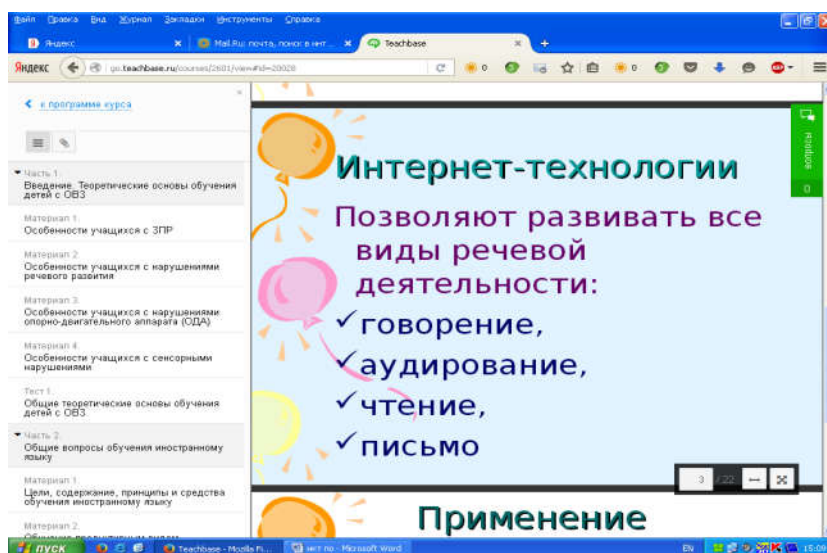 Файл Правка Вид Журнал Закладки Инструменты Справка
Яндекс
Mail.Ru: почта, поиск в инт...
Teachbase
ЯНДЕКС
go.teachbase.ru/courses/2601/view#id=20028
к программе курса
Часть 1.
Введение. Теоретические основы обучения
детей с ОВЗ
Материал 1.
Особенности учащихся с ЗПР
Материал 2.
Особенности учащихся с нарушениями
речевого развития
Материал 3.
Особенности учащихся с нарушениями
опорно-двигательного аппарата (ОДА)
Материал 4.
Особенности учащихся с сенсорными
нарушениями
Тест 1.
Общие теоретические основы обучения
детей с ОВЗ
Часть 2.
Общие вопросы обучения иностранному
языку
Материал 1.
Цели, содержание, принципы и средства
обучения иностранному языку
Материал 2.
Интернет-технологии
Позволяют развивать все
виды речевой
деятельности:
говорение,
аудирование,
чтение,
письмо
3 / 22
Применение
вопросы
0
пуск
Teachbase - Mozilla Fi...
Microsoft Word
EN